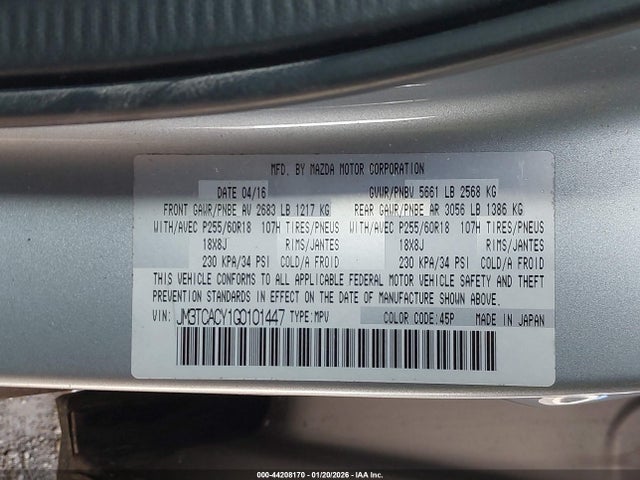 MFD. BY MAZDA MOTOR CORPORATION
DATE 04/16 GVWR/PNBV 5661 LB 2568 KG
FRONT GAWR/PNBE AV 2683 LB 1217 KG REAR GAWR/PNBE AR 3056 LB 1386 KG
WITH/AVEC P255/60R18 107H TIRES/PNEUS WITH/AVEC P255/60R18 107H TIRES/PNEUS
18X8J RIMS/JANTES 18X8J RIMS/JANTES
230 KPA/34 PSI COLD/A FROID 230 KPA/34 PSI COLD/A FROID
THIS VEHICLE CONFORMS TO ALL APPLICABLE FEDERAL MOTOR VEHICLE SAFETY AND THEFT
PREVENTION STANDARDS IN EFFECT ON THE DATE OF MANUFACTURE SHOWN ABOVE.
VIN: JM3TCACY1G0101447 TYPE: MPV COLOR CODE: 45P MADE IN JAPAN
000-44208170 - 01/20/2026 - IAA Inc.